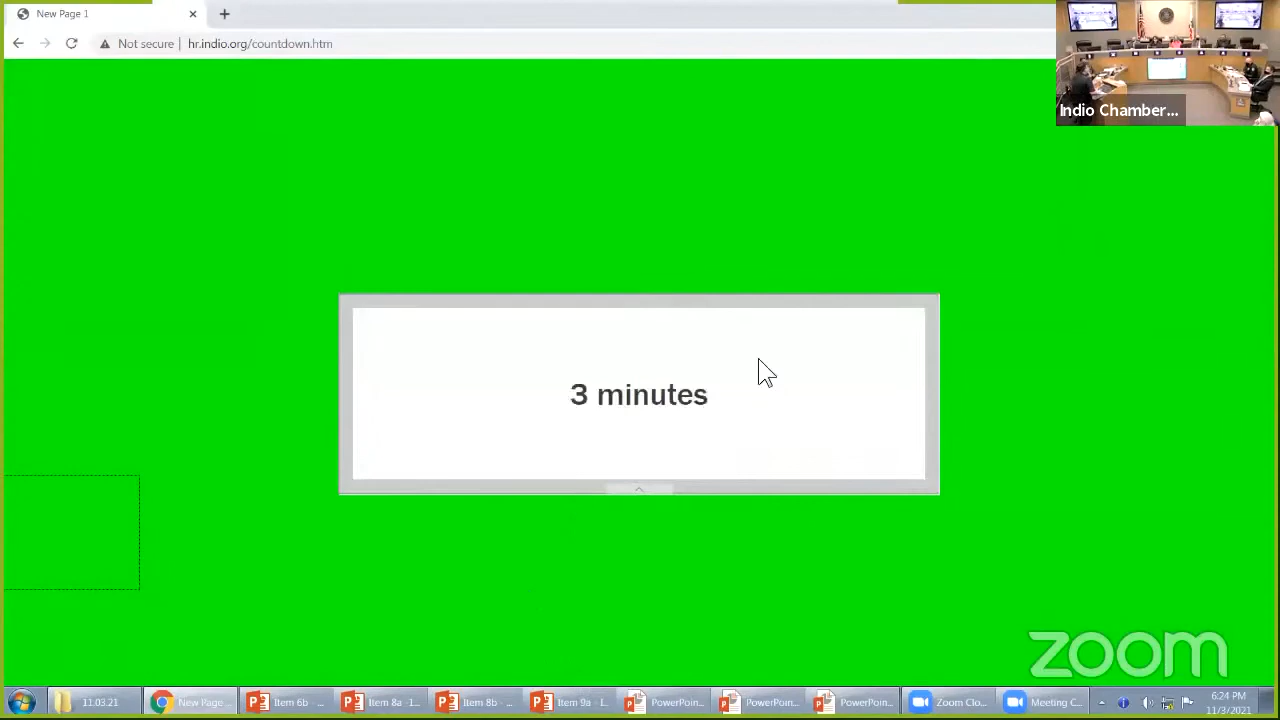 New Page 1
Not secure | hr.indio.org/countdown.htm
Indio Chamber...
3 minutes
zoom
11.03.21
New Page...
Item 6b - ...
Item 8a -1...
Item 8b - ...
Item 9a - I...
PowerPoin...
PowerPoin...
PowerPoin...
Zoom Clo...
Meeting C...
6:24 PM
11/3/2021